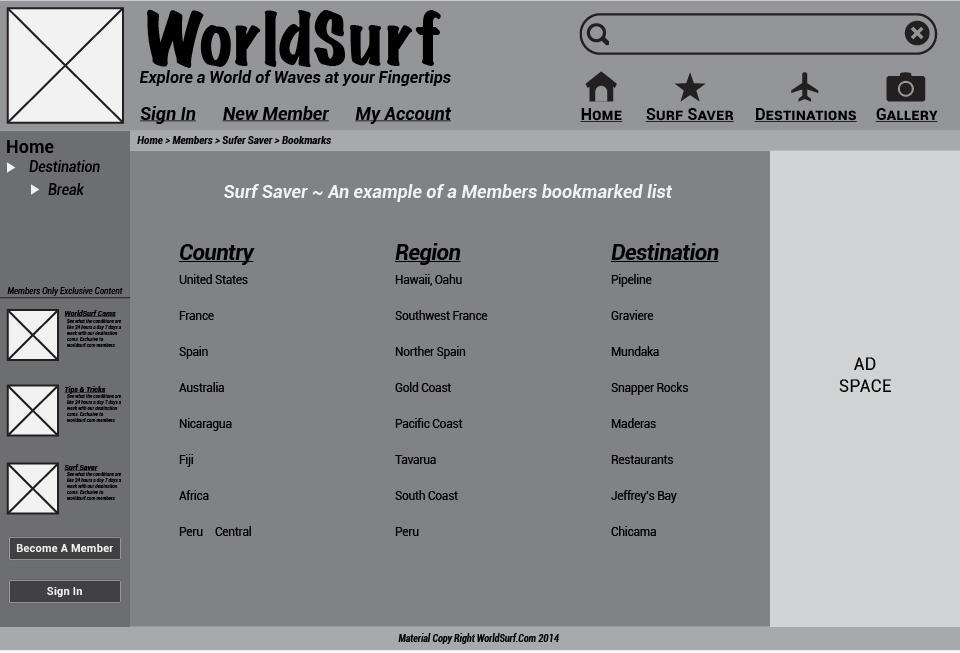 WorldSurf
Explore a World of Waves at your Fingertips
Sign In New Member My Account
Home Surf Saver Destinations Gallery
Home > Members > Sufer Saver > Bookmarks
Home
Destination
Break
Members Only Exclusive Content
WorldSurf Cams
See what the conditions are
like 24 hours a day 7 days a
week with our destination
cams. Exclusive to
worldsurf.com members
Tips & Tricks
See what the conditions are
like 24 hours a day 7 days a
week with our destination
cams. Exclusive to
worldsurf.com members
Surf Saver
See what the conditions are
like 24 hours a day 7 days a
week with our destination
cams. Exclusive to
worldsurf.com members
Become A Member
Sign In
Surf Saver ~ An example of a Members bookmarked list
Country Region Destination
United States Hawaii, Oahu Pipeline
France Southwest France Graviere
Spain Norther Spain Mundaka
Australia Gold Coast Snapper Rocks
Nicaragua Pacific Coast Maderas
Fiji Tavarua Restaurants
Africa South Coast Jeffrey's Bay
Peru Central Peru Chicama
AD
SPACE
Material Copy Right WorldSurf.Com 2014